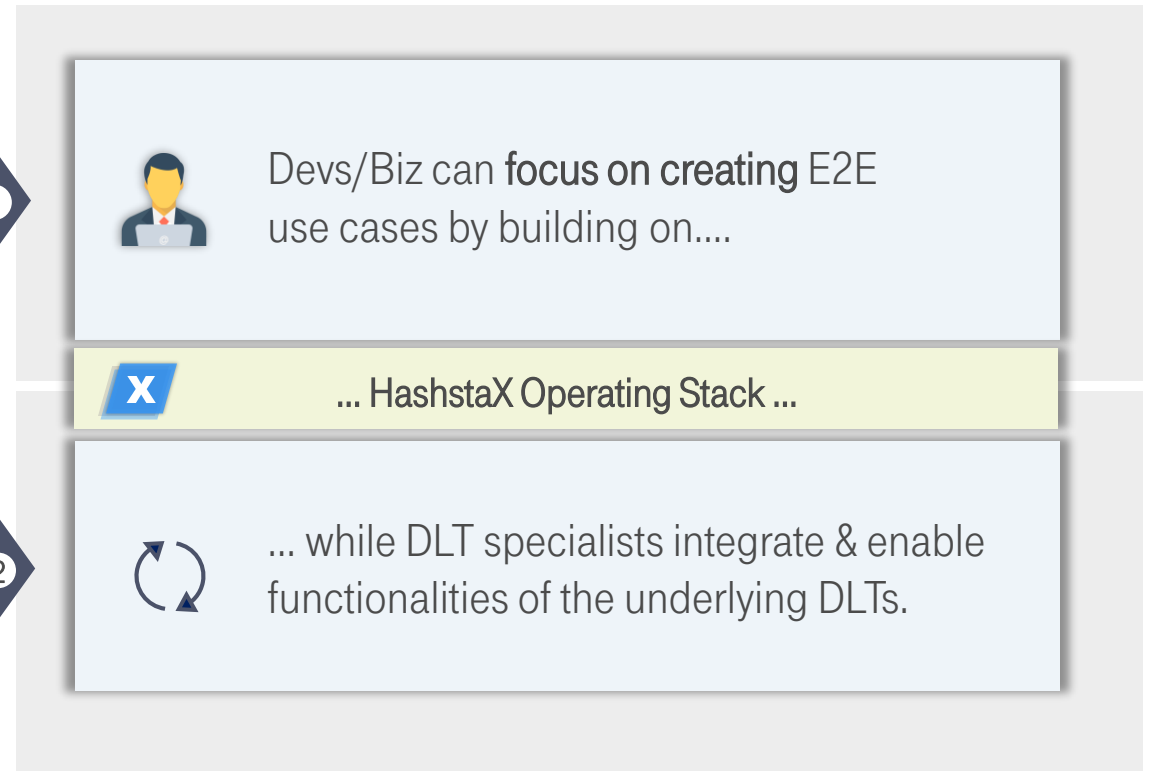 Devs/Biz can focus on creating E2E
use cases by building on....
X
... HashstaX Operating Stack ...
2
... while DLT specialists integrate & enable
functionalities of the underlying DLTs.